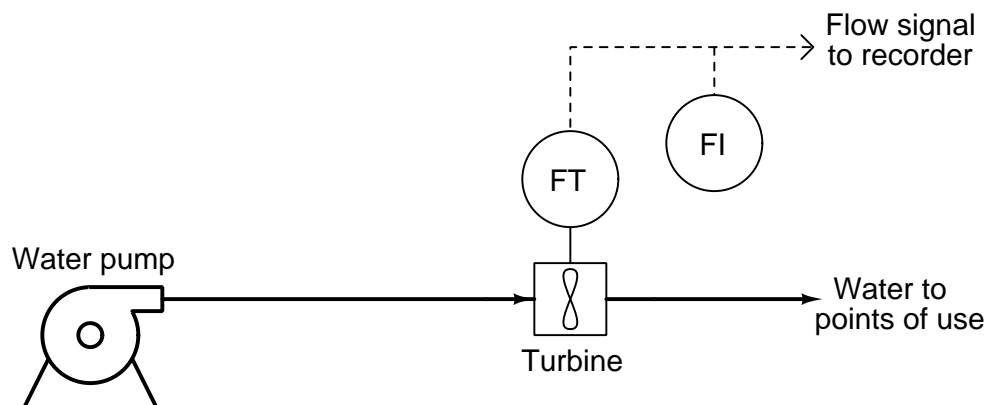 Flow signal
to recorder
FT
FI
Water pump
Water to
points of use
Turbine